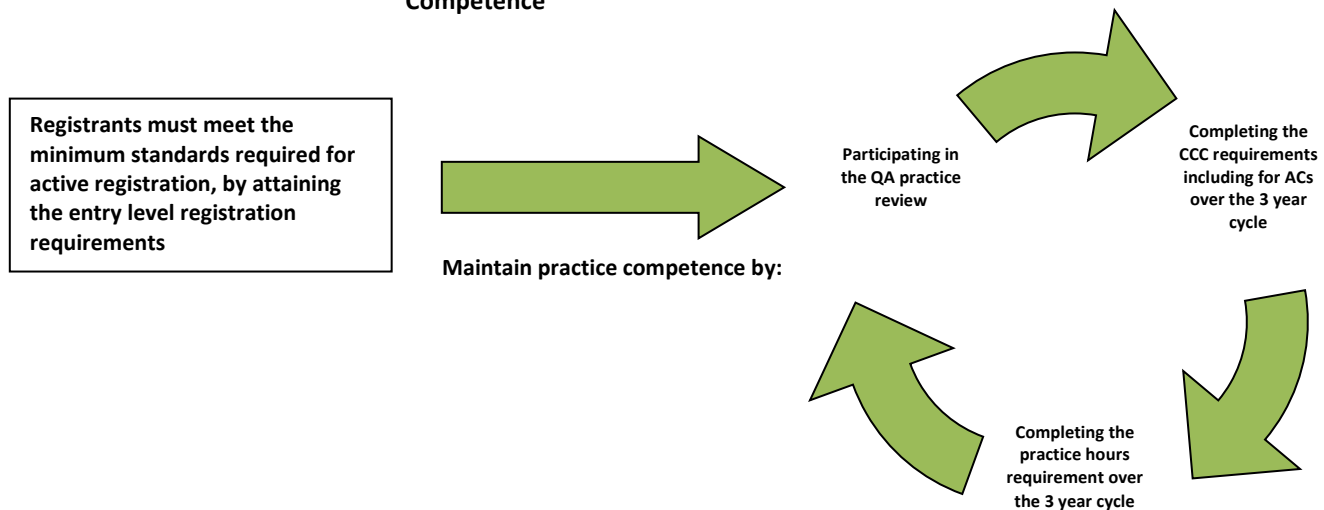 Competence
Registrants must meet the
minimum standards required for
active registration, by attaining
the entry level registration
requirements
Maintain practice competence by:
Participating in
the QA practice
review
Completing the
CCC requirements
including for ACs
over the 3 year
cycle
Completing the
practice hours
requirement over
the 3 year cycle